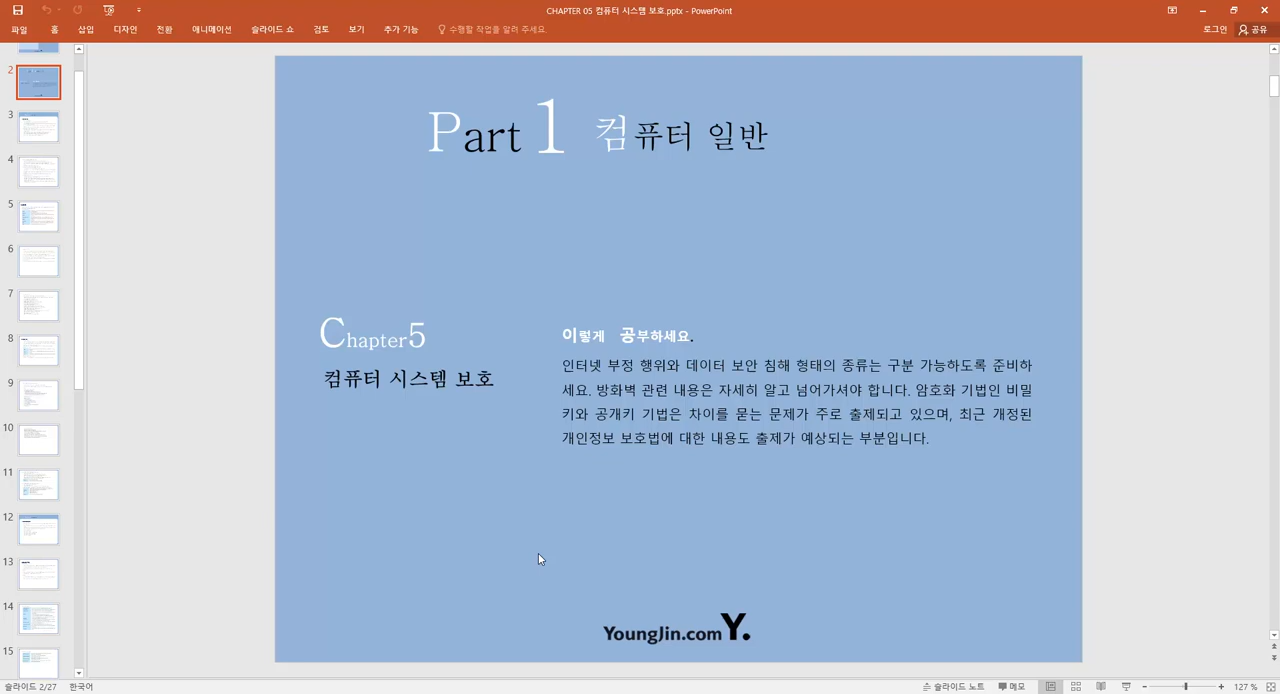 CHAPTER 05 컴퓨터 시스템 보호.pptx - PowerPoint
파일 홈 삽입 디자인 전환 애니메이션 슬라이드 쇼 검토 보기 추가 기능 수행할 작업을 알려 주세요. 로그인 공유
2
3
4
5
6
7
8
9
10
11
12
13
14
15
Part 1 컴퓨터 일반
Chapter5
컴퓨터 시스템 보호
이렇게 공부하세요.
인터넷 부정 행위와 데이터 보안 침해 형태의 종류는 구분 가능하도록 준비하
세요. 방화벽 관련 내용은 자세히 알고 넘어가셔야 합니다. 암호화 기법인 비밀
키와 공개키 기법은 차이를 묻는 문제가 주로 출제되고 있으며, 최근 개정된
개인정보 보호법에 대한 내용도 출제가 예상되는 부분입니다.
YoungJin.com Y.
슬라이드 2/27 한국어 슬라이드 노트 메모 127 %